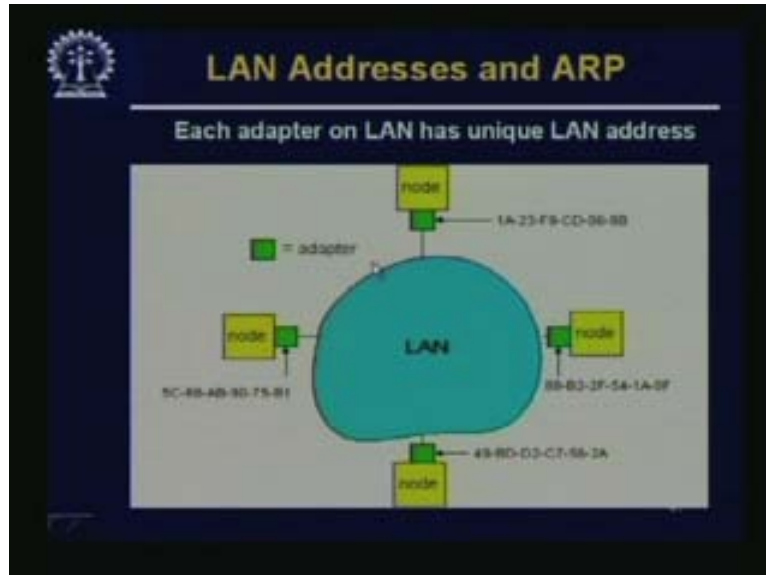 LAN Addresses and ARP
Each adapter on LAN has unique LAN address
node
1A-23-F9-CD-06-9B
= adapter
node
LAN
node
5C-66-AB-90-75-B1
88-B2-2F-54-1A-0F
49-BD-D2-C7-56-2A
node